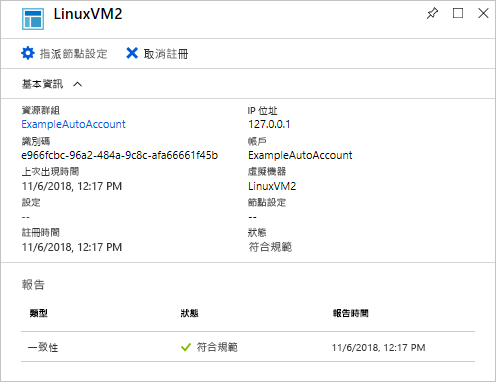 LinuxVM2
指派節點設定 取消註冊
基本資訊
資源群組 IP 位址
ExampleAutoAccount 127.0.0.1
識別碼 帳戶
e966fcbc-96a2-484a-9c8c-afa66661f45b ExampleAutoAccount
上次出現時間 虛擬機器
11/6/2018, 12:17 PM LinuxVM2
設定 節點設定
-- --
註冊時間 狀態
11/6/2018, 12:17 PM 符合規範
報告
類型 狀態 報告時間
一致性 符合規範 11/6/2018, 12:17 PM